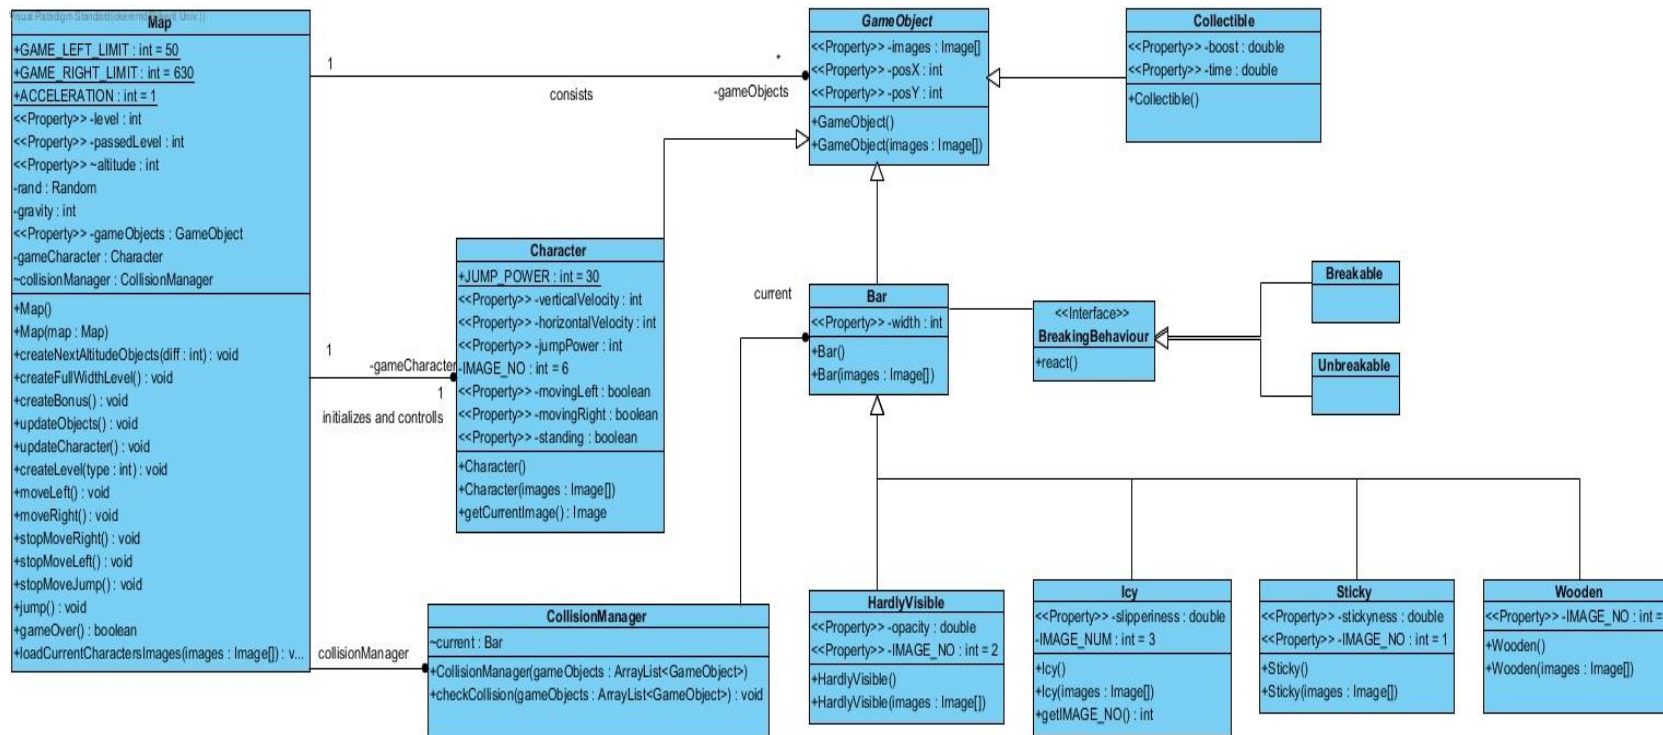 Map
+GAME_LEFT_LIMIT : int = 50
+GAME_RIGHT_LIMIT : int = 630
+ACCELERATION : int = 1
<<Property>> -level : int
<<Property>> -passedLevel : int
<<Property>> ~altitude : int
-rand : Random
-gravity : int
<<Property>> -gameObjects : GameObject
-gameCharacter : Character
~collisionManager : CollisionManager
+Map()
+Map(map : Map)
+createNextAltitudeObjects(diff : int) : void
+createFullWidthLevel() : void
+createBonus() : void
+updateObjects() : void
+updateCharacter() : void
+createLevel(type : int) : void
+moveLeft() : void
+moveRight() : void
+stopMoveRight() : void
+stopMoveLeft() : void
+stopMoveJump() : void
+jump() : void
+gameOver() : boolean
+loadCurrentCharactersImages(images : Image[]) : v...
1
*
consists
-gameObjects
GameObject
<<Property>> -images : Image[]
<<Property>> -posX : int
<<Property>> -posY : int
+GameObject()
+GameObject(images : Image[])
Collectible
<<Property>> -boost : double
<<Property>> -time : double
+Collectible()
1
-gameCharacter
1
initializes and controlls
Character
+JUMP_POWER : int = 30
<<Property>> -verticalVelocity : int
<<Property>> -horizontalVelocity : int
<<Property>> -jumpPower : int
-IMAGE_NO : int = 6
<<Property>> -movingLeft : boolean
<<Property>> -movingRight : boolean
<<Property>> -standing : boolean
+Character()
+Character(images : Image[])
+getCurrentImage() : Image
current
Bar
<<Property>> -width : int
+Bar()
+Bar(images : Image[])
<<Interface>>
BreakingBehaviour
+react()
Breakable
Unbreakable
collisionManager
CollisionManager
~current : Bar
+CollisionManager(gameObjects : ArrayList<GameObject>)
+checkCollision(gameObjects : ArrayList<GameObject>) : void
HardlyVisible
<<Property>> -opacity : double
<<Property>> -IMAGE_NO : int = 2
+HardlyVisible()
+HardlyVisible(images : Image[])
Icy
<<Property>> -slipperiness : double
-IMAGE_NUM : int = 3
+Icy()
+Icy(images : Image[])
+getIMAGE_NO() : int
Sticky
<<Property>> -stickyness : double
<<Property>> -IMAGE_NO : int = 1
+Sticky()
+Sticky(images : Image[])
Wooden
<<Property>> -IMAGE_NO : int =
+Wooden()
+Wooden(images : Image[])